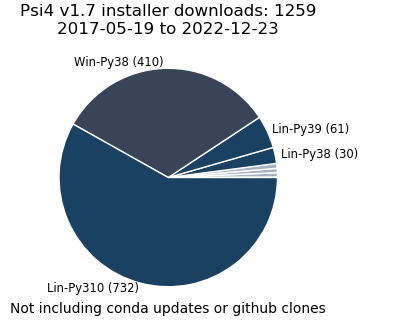 Psi4 v1.7 installer downloads: 1259
2017-05-19 to 2022-12-23
Win-Py38 (410)
Lin-Py39 (61)
Lin-Py38 (30)
Lin-Py310 (732)
Not including conda updates or github clones